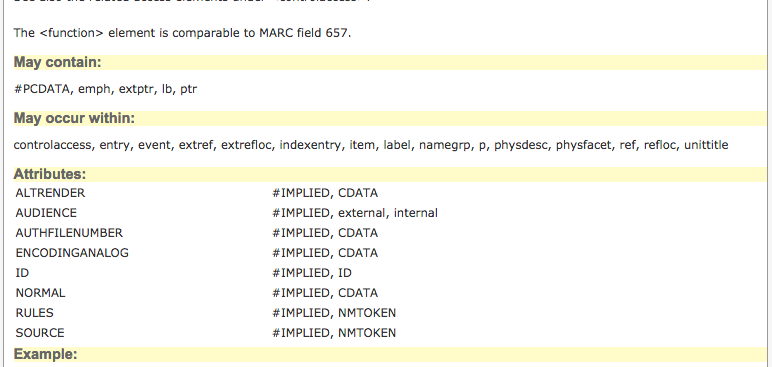 The <function> element is comparable to MARC field 657.
May contain:
#PCDATA, emph, extptr, lb, ptr
May occur within:
controlaccess, entry, event, extref, extrefloc, indexentry, item, label, namegrp, p, physdesc, physfacet, ref, refloc, unittitle
Attributes:
ALTRENDER #IMPLIED, CDATA
AUDIENCE #IMPLIED, external, internal
AUTHFILENUMBER #IMPLIED, CDATA
ENCODINGANALOG #IMPLIED, CDATA
ID #IMPLIED, ID
NORMAL #IMPLIED, CDATA
RULES #IMPLIED, NMTOKEN
SOURCE #IMPLIED, NMTOKEN
Example: